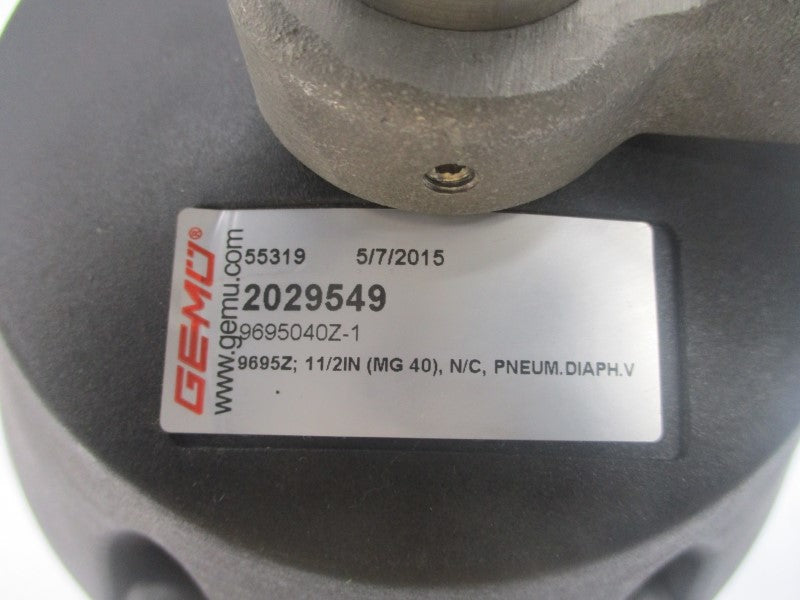 GEMÜ®
www.gemu.com
55319 5/7/2015
2029549
9695040Z-1
9695Z; 11/2IN (MG 40), N/C, PNEUM.DIAPH.V